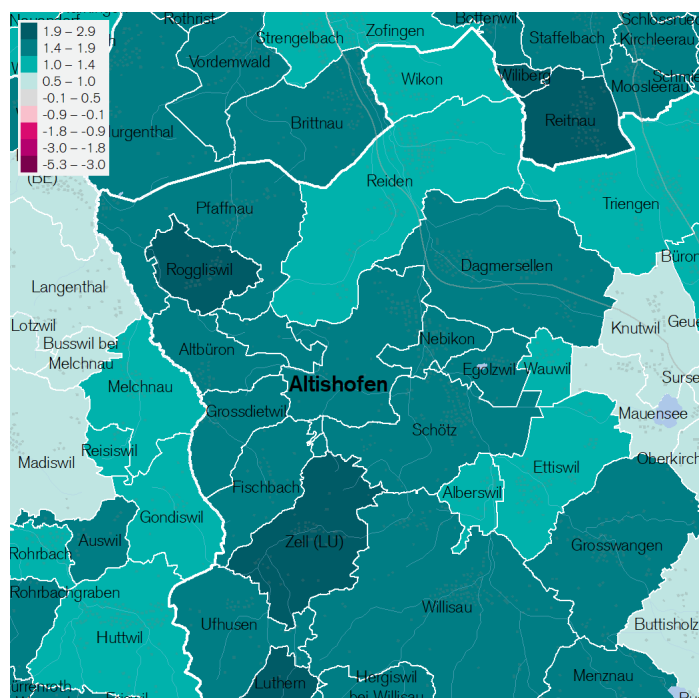 1.9 – 2.9
1.4 – 1.9
1.0 – 1.4
0.5 – 1.0
-0.1 – 0.5
-0.9 – -0.1
-1.8 – -0.9
-3.0 – -1.8
-5.3 – -3.0
(BE)
Rothrist
Strengelbach
Zofingen
Staffelbach
Kirchleerau
Vordemwald
Wikon
Wiliberg
Moosleerau
Brittnau
Reitnau
Reiden
Pfaffnau
Triengen
Roggliswil
Dagmersellen
Langenthal
Lotzwil
Busswil bei
Melchnau
Altbüron
Nebikon
Knutwil
Egolzwil
Wauwil
Melchnau
Altishofen
Grossdietwil
Mauensee
Schötz
Reisiswil
Madiswil
Ettiswil
Fischbach
Alberswil
Gondiswil
Auswil
Zell (LU)
Grosswangen
Rohrbach
Rohrbachgraben
Willisau
Ufhusen
Huttwil
Buttisholz
Luthern
Hergiswil
bei Willisau
Menznau